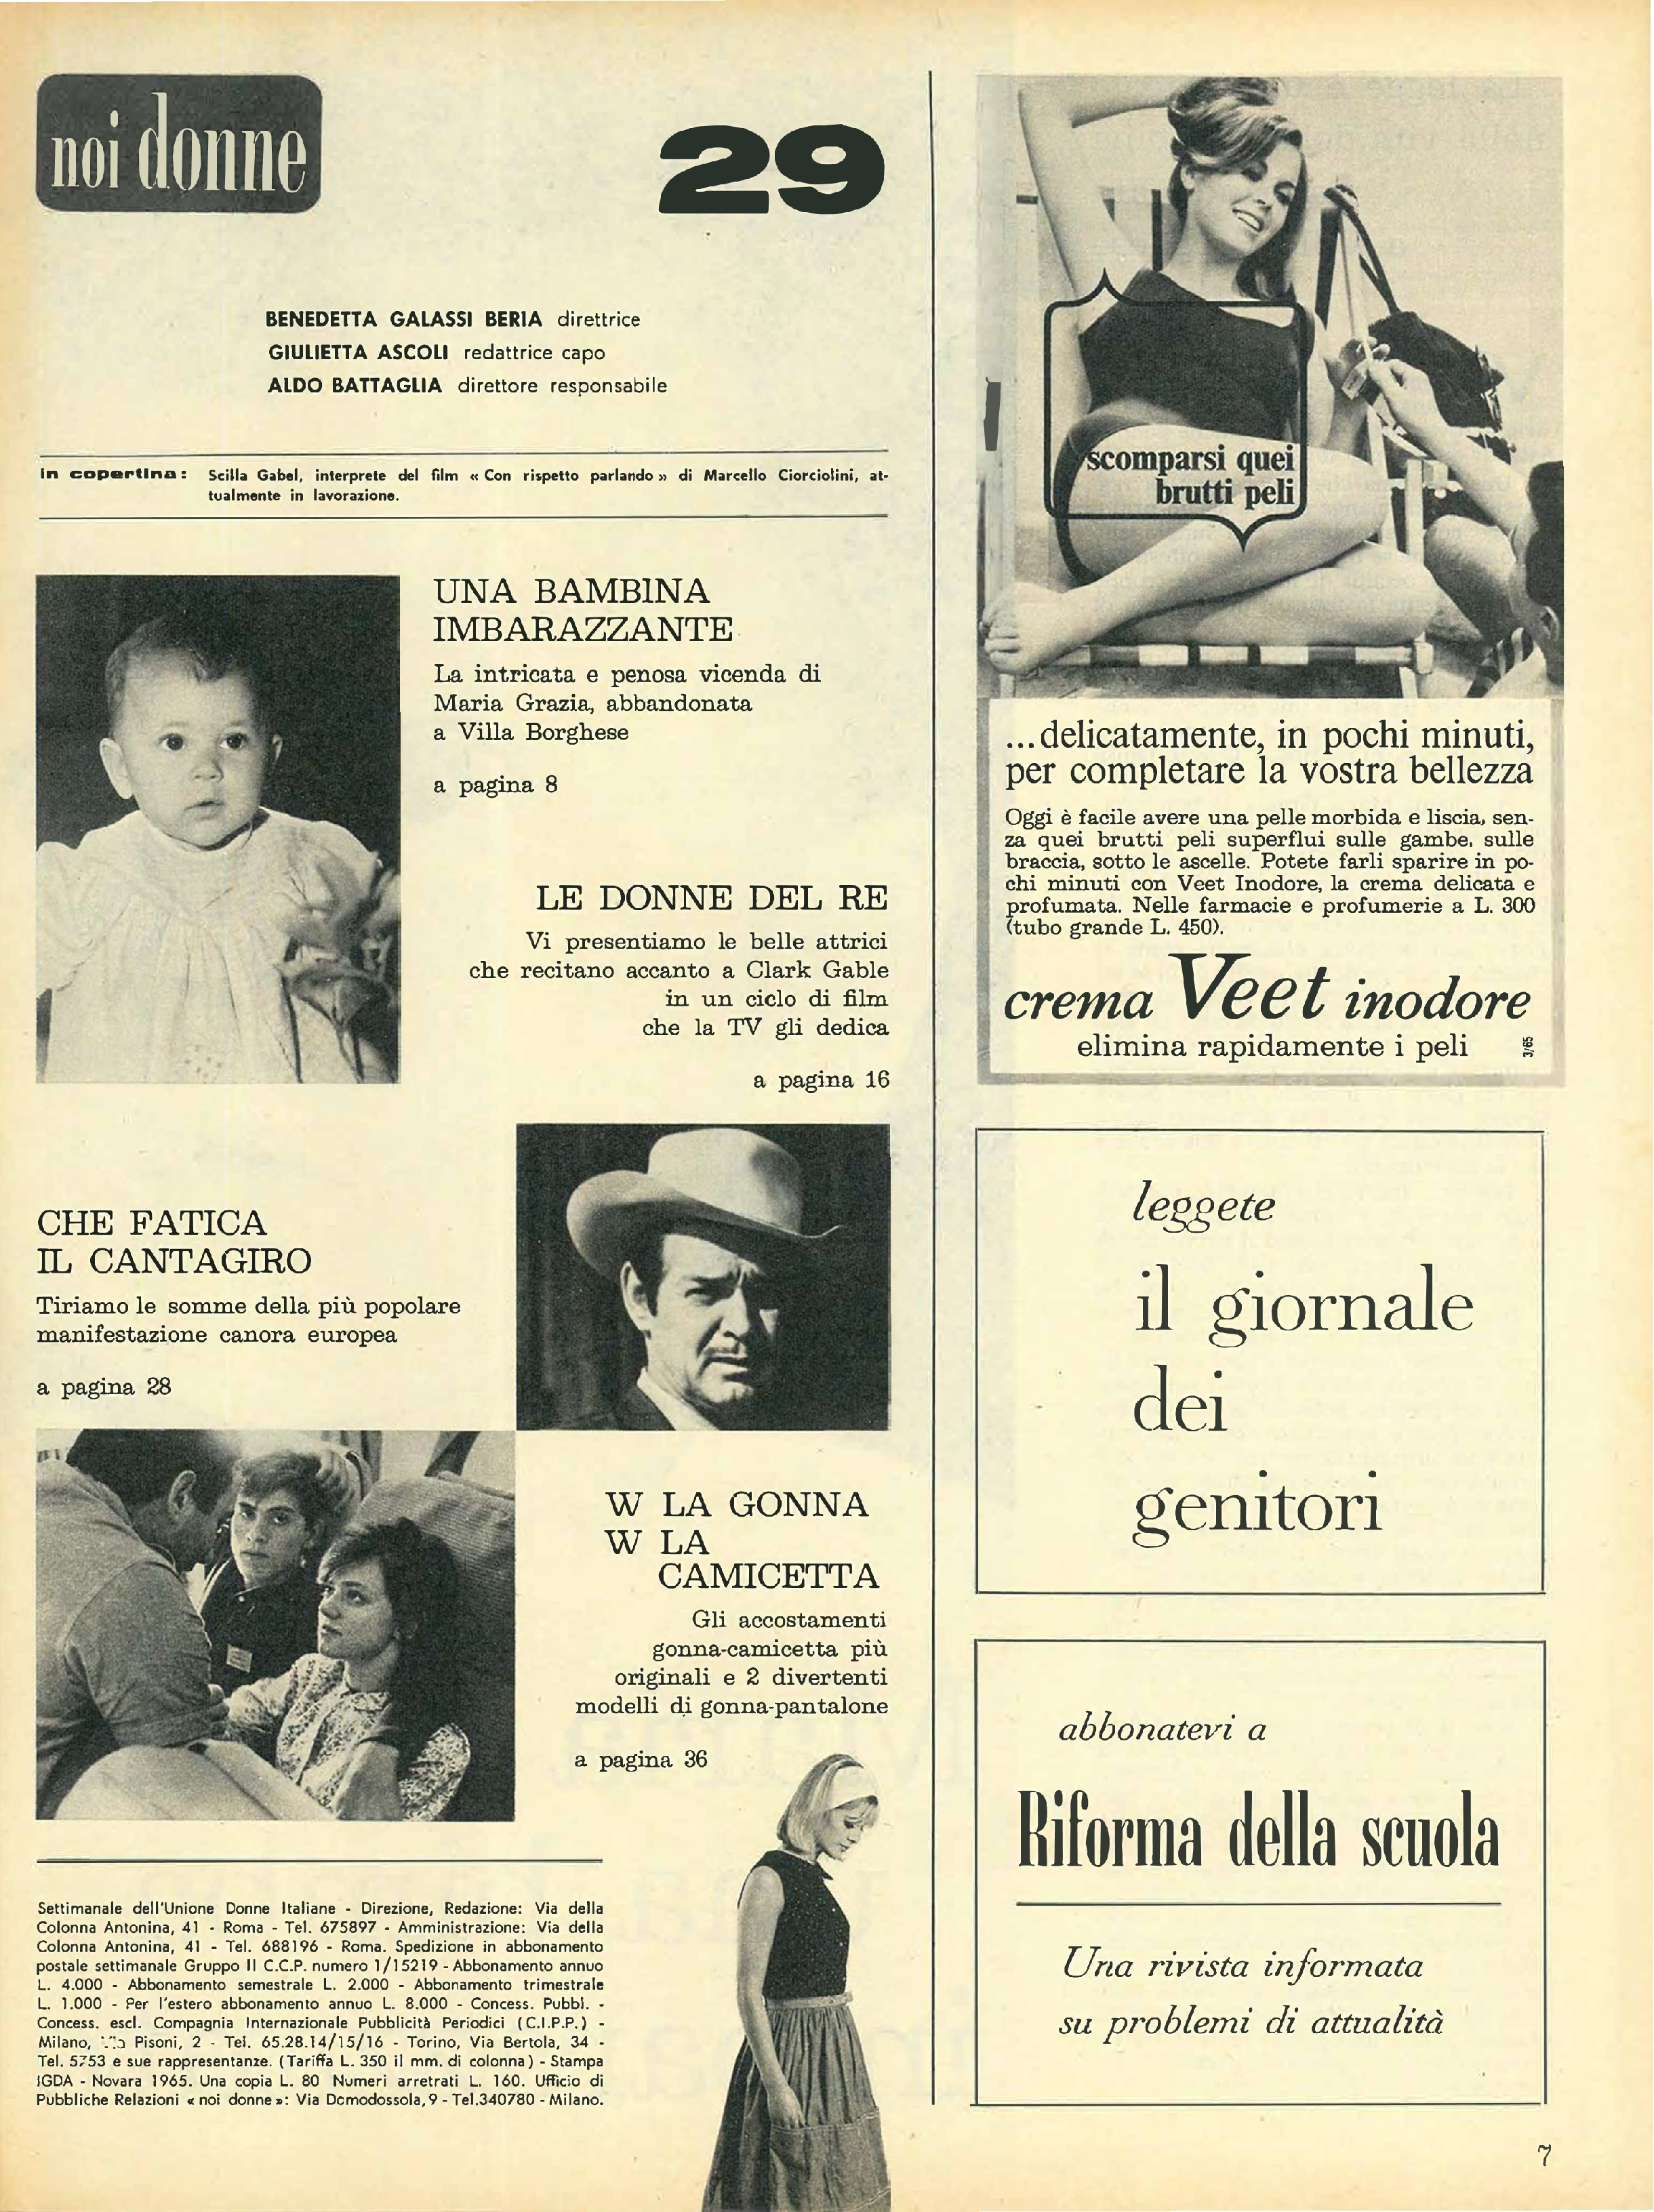 noi donne
29
BENEDETTA GALASSI BERIA direttrice
GIULIETTA ASCOLI redattrice capo
ALDO BATTAGLIA direttore responsabile
in copertina: Scilla Gabel, interprete del film « Con rispetto parlando » di Marcello Ciorciolini, at-
tualmente in lavorazione.
UNA BAMBINA
IMBARAZZANTE
La intricata e penosa vicenda di
Maria Grazia, abbandonata
a Villa Borghese
a pagina 8
LE DONNE DEL RE
Vi presentiamo le belle attrici
che recitano accanto a Clark Gable
in un ciclo di film
che la TV gli dedica
a pagina 16
CHE FATICA
IL CANTAGIRO
Tiriamo le somme della più popolare
manifestazione canora europea
a pagina 28
W LA GONNA
W LA
CAMICETTA
Gli accostamenti
gonna-camicetta più
originali e 2 divertenti
modelli di gonna-pantalone
a pagina 36
Settimanale dell'Unione Donne Italiane - Direzione, Redazione: Via della
Colonna Antonina, 41 - Roma - Tel. 675897 - Amministrazione: Via della
Colonna Antonina, 41 - Tel. 688196 - Roma. Spedizione in abbonamento
postale settimanale Gruppo II C.C.P. numero 1/15219 - Abbonamento annuo
L. 4.000 - Abbonamento semestrale L. 2.000 - Abbonamento trimestrale
L. 1.000 - Per l'estero abbonamento annuo L. 8.000 - Concess. Pubbl. -
Concess. escl. Compagnia Internazionale Pubblicità Periodici (C.I.P.P.) -
Milano, Pisoni, 2 - Tel. 65.28.14/15/16 - Torino, Via Bertola, 34 -
Tel. 5753 e sue rappresentanze. (Tariffa L. 350 il mm. di colonna) - Stampa
IGDA - Novara 1965. Una copia L. 80 Numeri arretrati L. 160. Ufficio di
Pubbliche Relazioni « noi donne »: Via Domodossola, 9 - Tel.340780 - Milano.
scomparsi quei
brutti peli
...delicatamente, in pochi minuti,
per completare la vostra bellezza
Oggi è facile avere una pelle morbida e liscia, sen-
za quei brutti peli superflui sulle gambe, sulle
braccia, sotto le ascelle. Potete farli sparire in po-
chi minuti con Veet Inodore, la crema delicata e
profumata. Nelle farmacie e profumerie a L. 300
(tubo grande L. 450).
crema Veet inodore
elimina rapidamente i peli
3/65
leggete
il giornale
dei
genitori
abbonatevi a
Riforma della scuola
Una rivista informata
su problemi di attualità
7